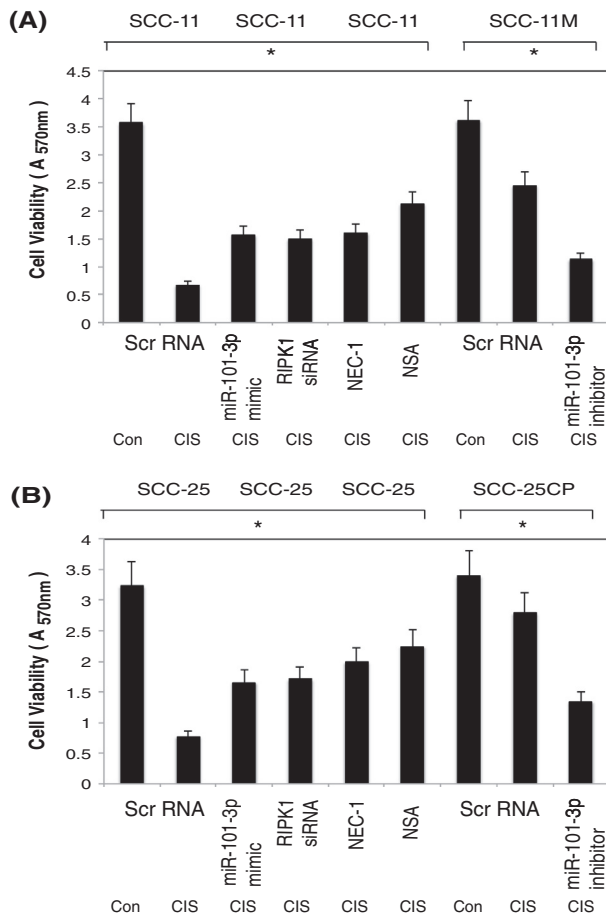 (A)
SCC-11 SCC-11 SCC-11 SCC-11M
* *
Cell Viability ( A 570nm)
4.5
4
3.5
3
2.5
2
1.5
1
0.5
0
Scr RNA
miR-101-3p
mimic
RIPK1
siRNA
NEC-1
NSA
Scr RNA
miR-101-3p
inhibitor
Con CIS CIS CIS CIS CIS Con CIS CIS
(B)
SCC-25 SCC-25 SCC-25 SCC-25CP
* *
Cell Viability ( A 570nm)
4
3.5
3
2.5
2
1.5
1
0.5
0
Scr RNA
miR-101-3p
mimic
RIPK1
siRNA
NEC-1
NSA
Scr RNA
miR-101-3p
inhibitor
Con CIS CIS CIS CIS CIS Con CIS CIS